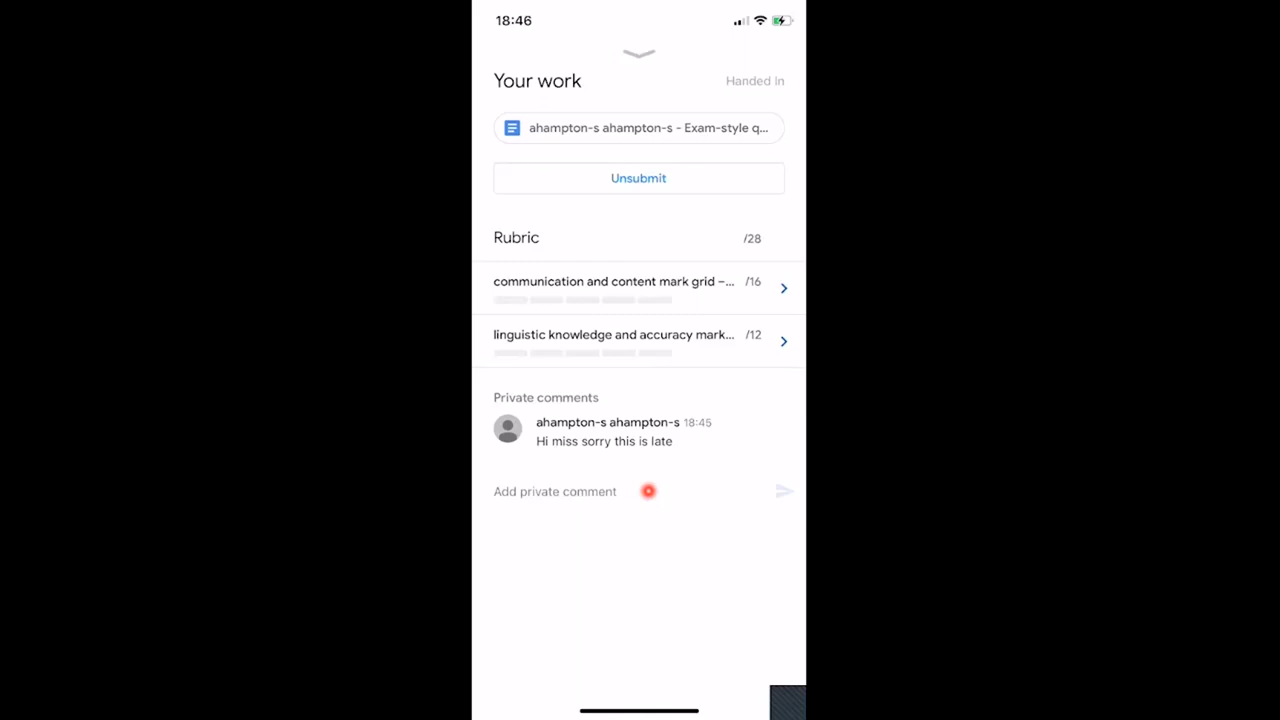 18:46
Your work
Handed In
ahampton-s ahampton-s - Exam-style q...
Unsubmit
Rubric
/28
communication and content mark grid –...
/16
linguistic knowledge and accuracy mark...
/12
Private comments
ahampton-s ahampton-s 18:45
Hi miss sorry this is late
Add private comment